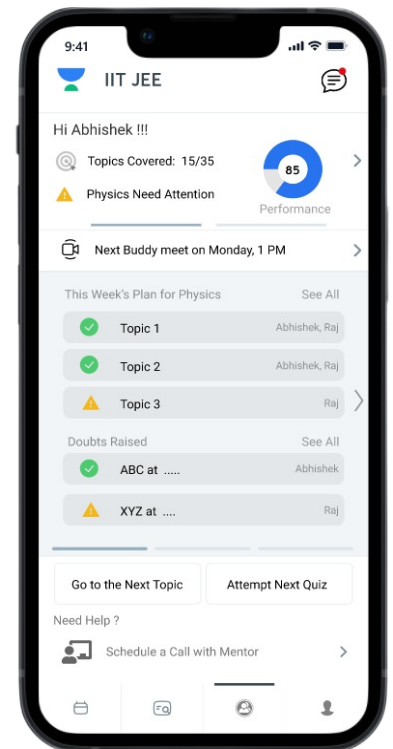 9:41
IIT JEE
Hi Abhishek !!!
Topics Covered: 15/35
85
Physics Need Attention
Performance
Next Buddy meet on Monday, 1 PM
This Week's Plan for Physics See All
Topic 1 Abhishek, Raj
Topic 2 Abhishek, Raj
Topic 3 Raj
Doubts Raised See All
ABC at ..... Abhishek
XYZ at .... Raj
Go to the Next Topic Attempt Next Quiz
Need Help ?
Schedule a Call with Mentor